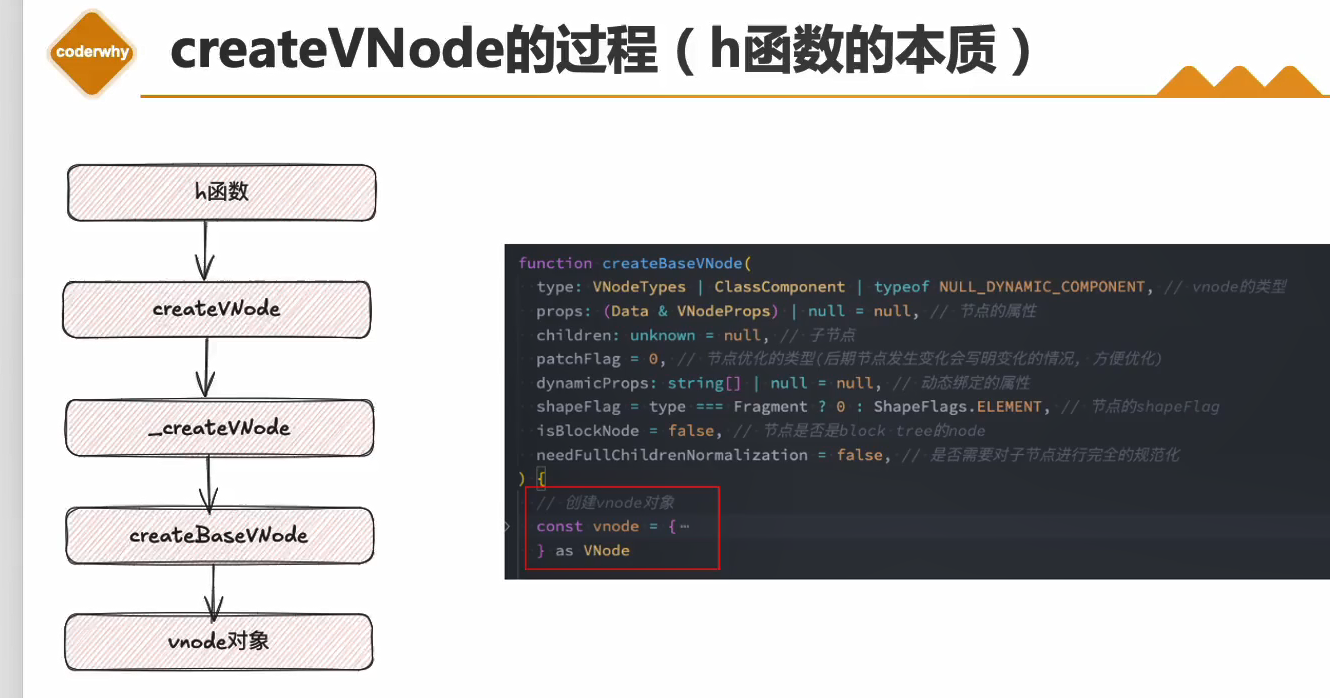 coderwhy
createVNode的过程（h函数的本质）
h函数
createVNode
_createVNode
createBaseVNode
vnode对象
function createBaseVNode(
type: VNodeTypes | ClassComponent | typeof NULL_DYNAMIC_COMPONENT, // vnode的类型
props: (Data & VNodeProps) | null = null, // 节点的属性
children: unknown = null, // 子节点
patchFlag = 0, // 节点优化的类型(后期节点发生变化会写明变化的情况, 方便优化)
dynamicProps: string[] | null = null, // 动态绑定的属性
shapeFlag = type === Fragment ? 0 : ShapeFlags.ELEMENT, // 节点的shapeFlag
isBlockNode = false, // 节点是否是block tree的node
needFullChildrenNormalization = false, // 是否需要对子节点进行完全的规范化
) {
// 创建vnode对象
const vnode = { ⋯
} as VNode